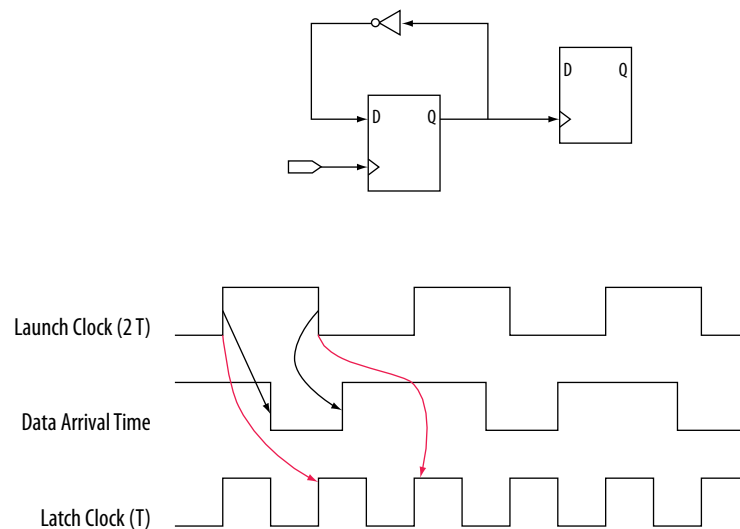 D Q
D Q
Launch Clock (2 T)
Data Arrival Time
Latch Clock (T)